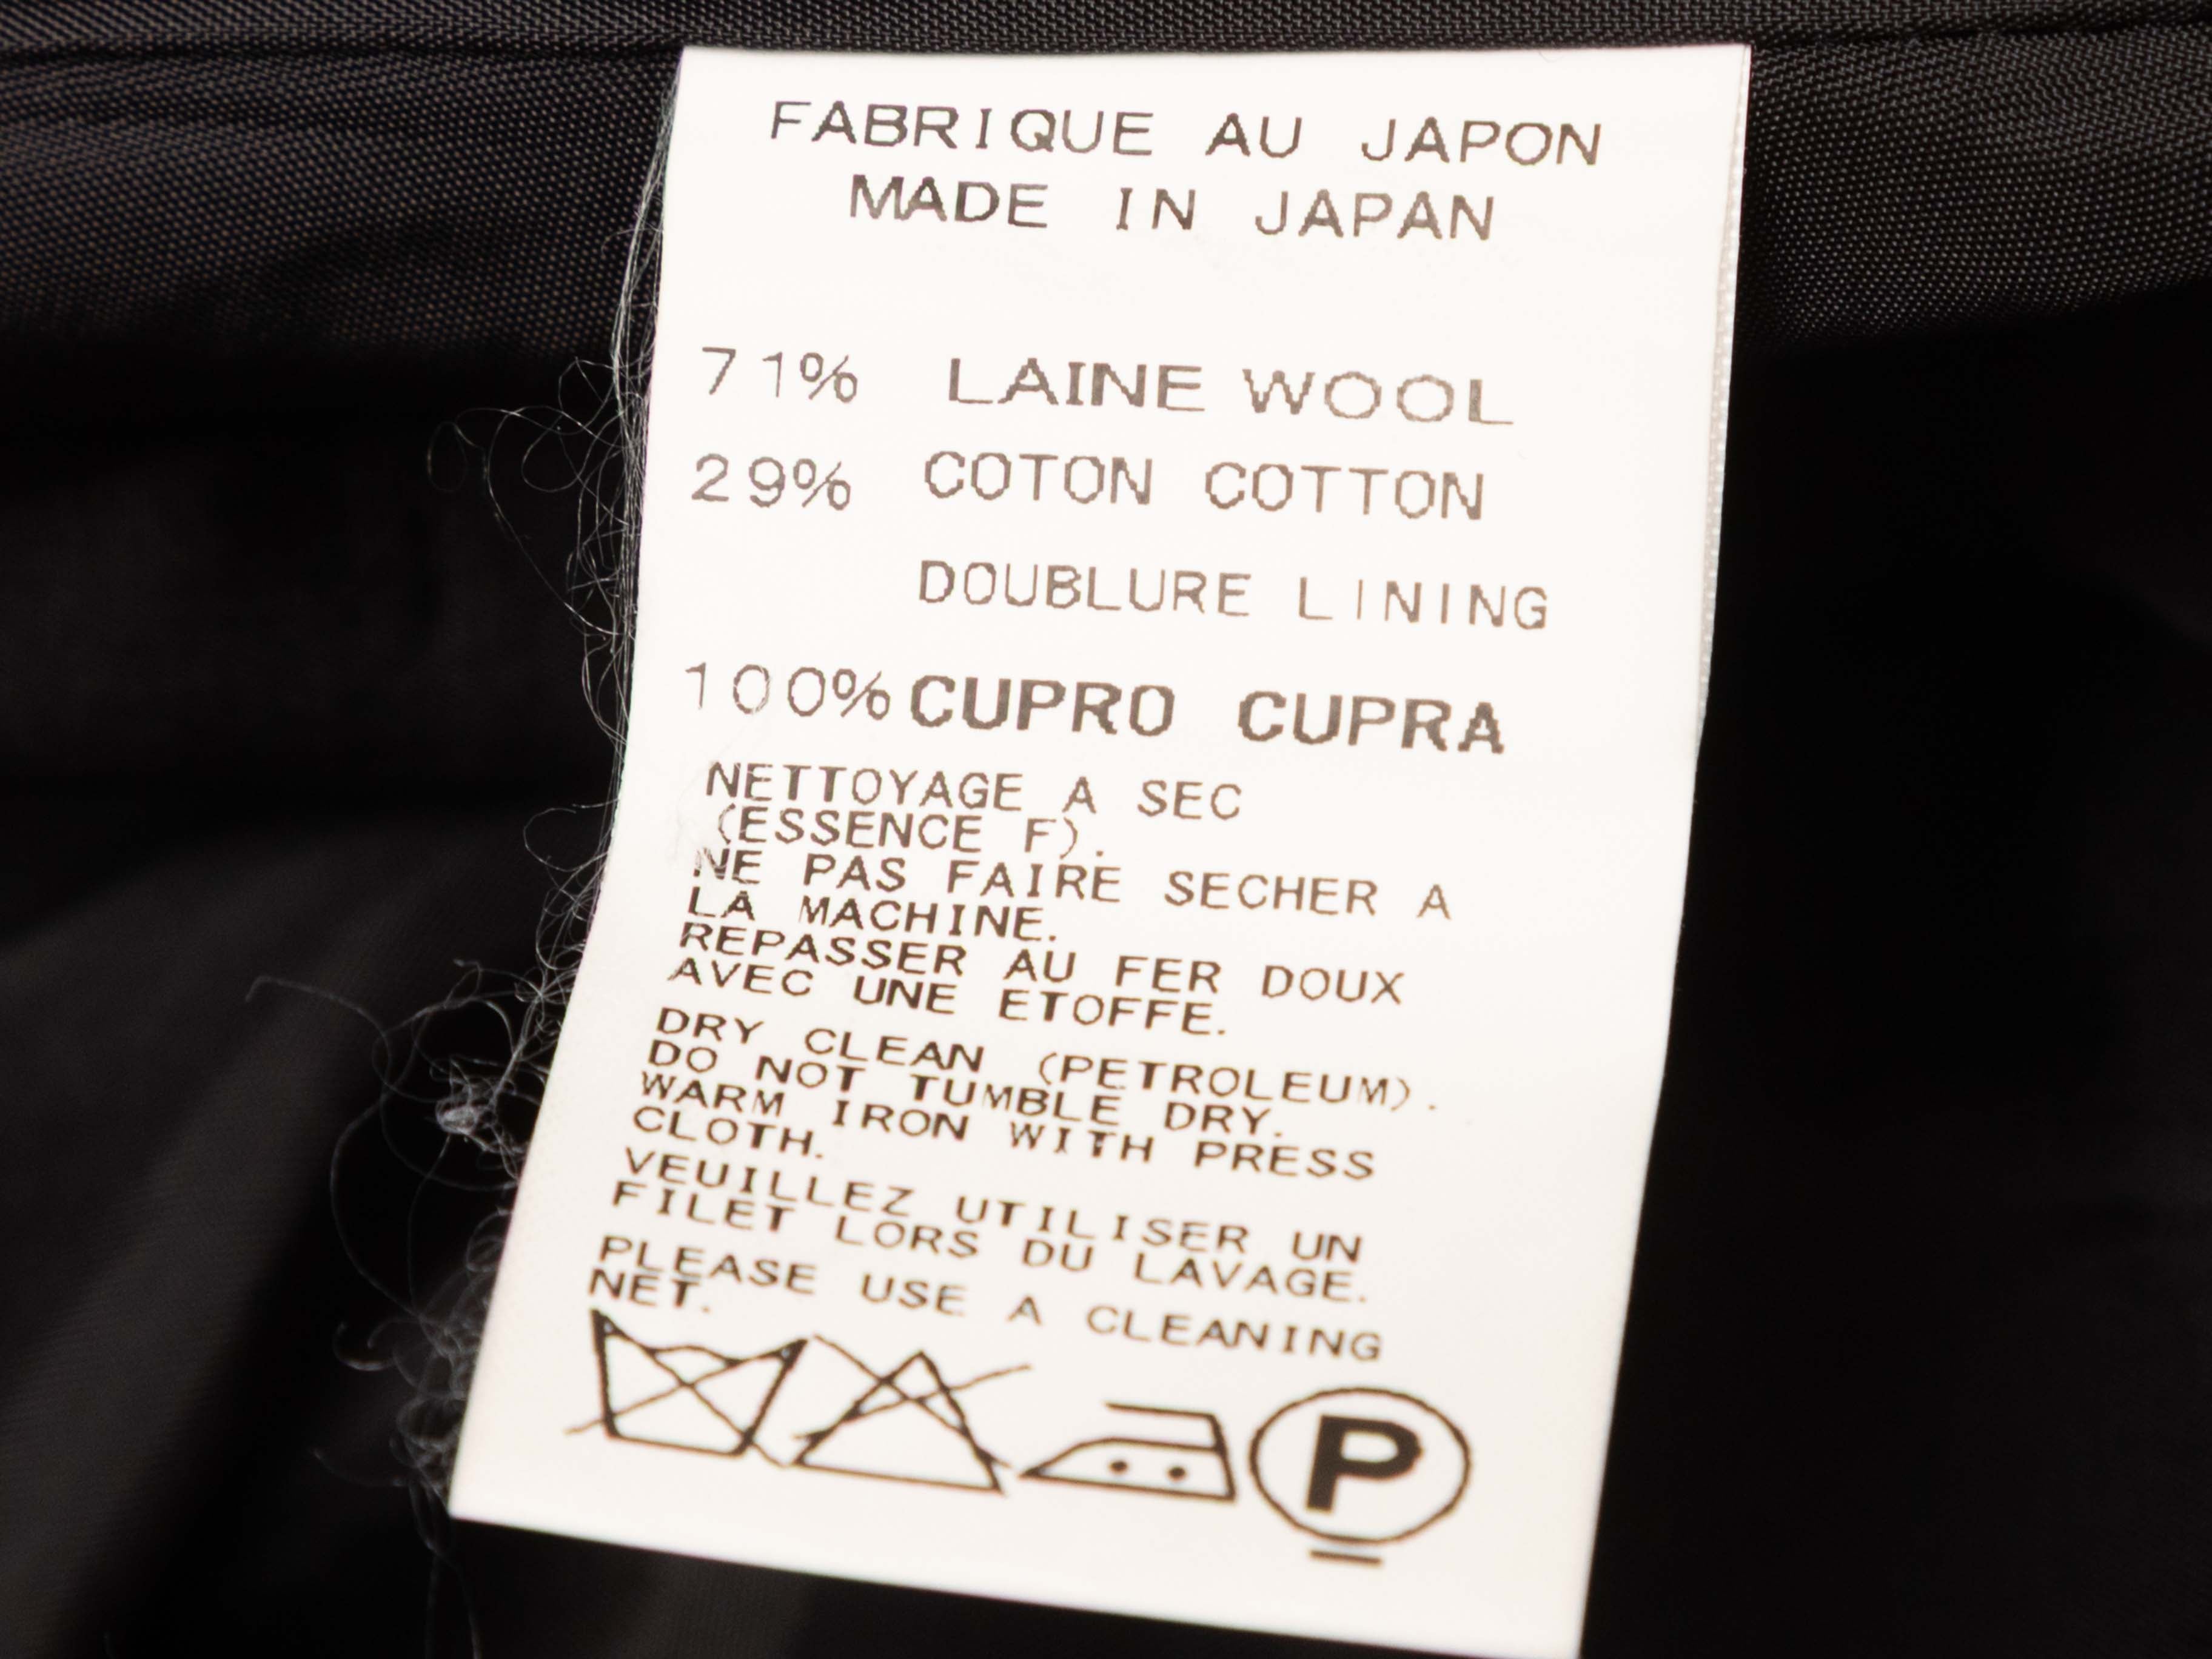 FABRIQUE AU JAPON
MADE IN JAPAN
71% LAINE WOOL
29% COTON COTTON
DOUBLURE LINING
100% CUPRO CUPRA
NETTOYAGE A SEC
(ESSENCE F).
NE PAS FAIRE SECHER A
LA MACHINE.
REPASSER AU FER DOUX
AVEC UNE ETOFFE.
DRY CLEAN (PETROLEUM).
DO NOT TUMBLE DRY.
WARM IRON WITH PRESS
CLOTH.
VEUILLEZ UTILISER UN
FILET LORS DU LAVAGE.
PLEASE USE A CLEANING
NET.
P